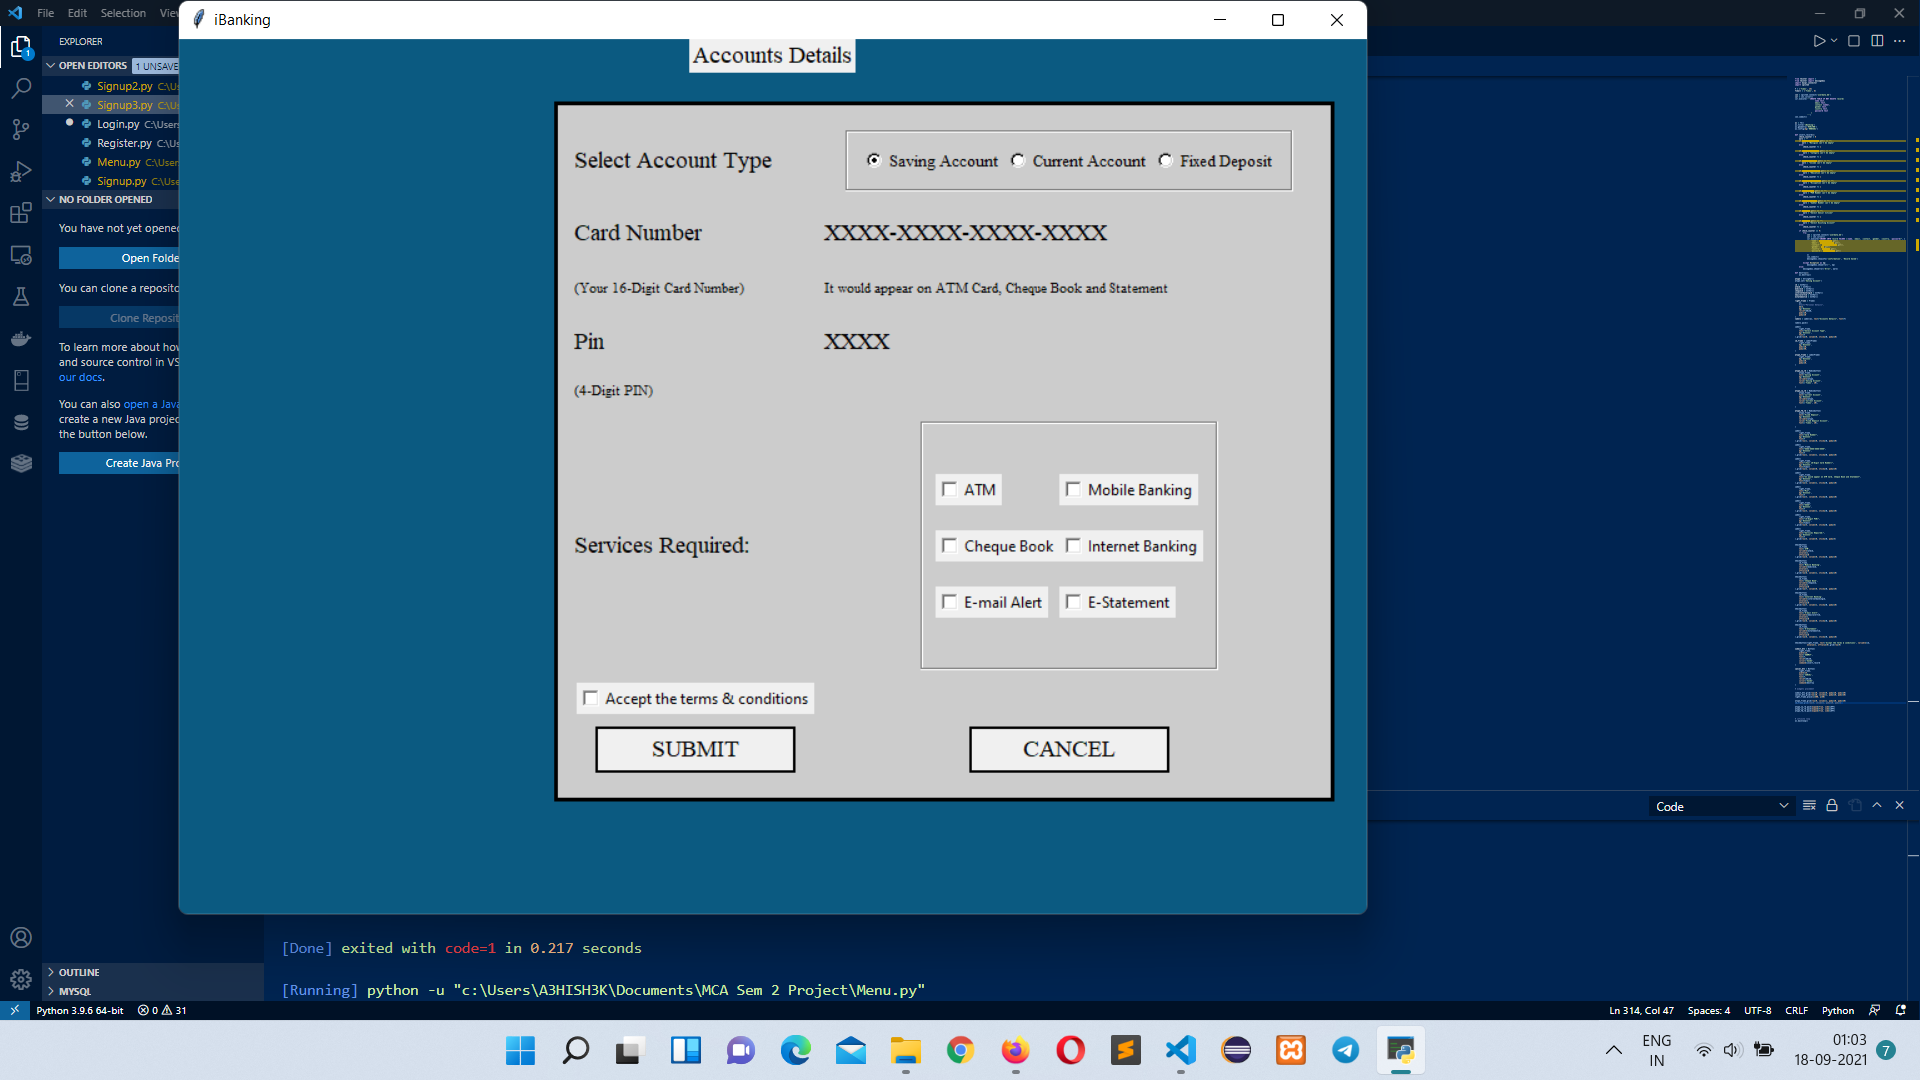 File Edit Selection
iBanking
EXPLORER
OPEN EDITORS 1 UNSAVE
Signup2.py C:\U
Signup3.py C:\U
Login.py C:\Users
Register.py C:\U
Menu.py C:\Use
Signup.py C:\Use
NO FOLDER OPENED
You have not yet opened
Open Folde
You can clone a reposito
Clone Reposit
To learn more about how
and source control in VS
our docs.
You can also open a Java
create a new Java projec
the button below.
Create Java Pro
Accounts Details
Select Account Type
Saving Account Current Account Fixed Deposit
Card Number XXXX-XXXX-XXXX-XXXX
(Your 16-Digit Card Number) It would appear on ATM Card, Cheque Book and Statement
Pin XXXX
(4-Digit PIN)
Services Required:
ATM Mobile Banking
Cheque Book Internet Banking
E-mail Alert E-Statement
Accept the terms & conditions
SUBMIT CANCEL
Code
[Done] exited with code=1 in 0.217 seconds
[Running] python -u "c:\Users\A3HISH3K\Documents\MCA Sem 2 Project\Menu.py"
OUTLINE
MYSQL
Python 3.9.6 64-bit 0 31
Ln 314, Col 47 Spaces: 4 UTF-8 CRLF Python
ENG
IN
01:03
18-09-2021 7